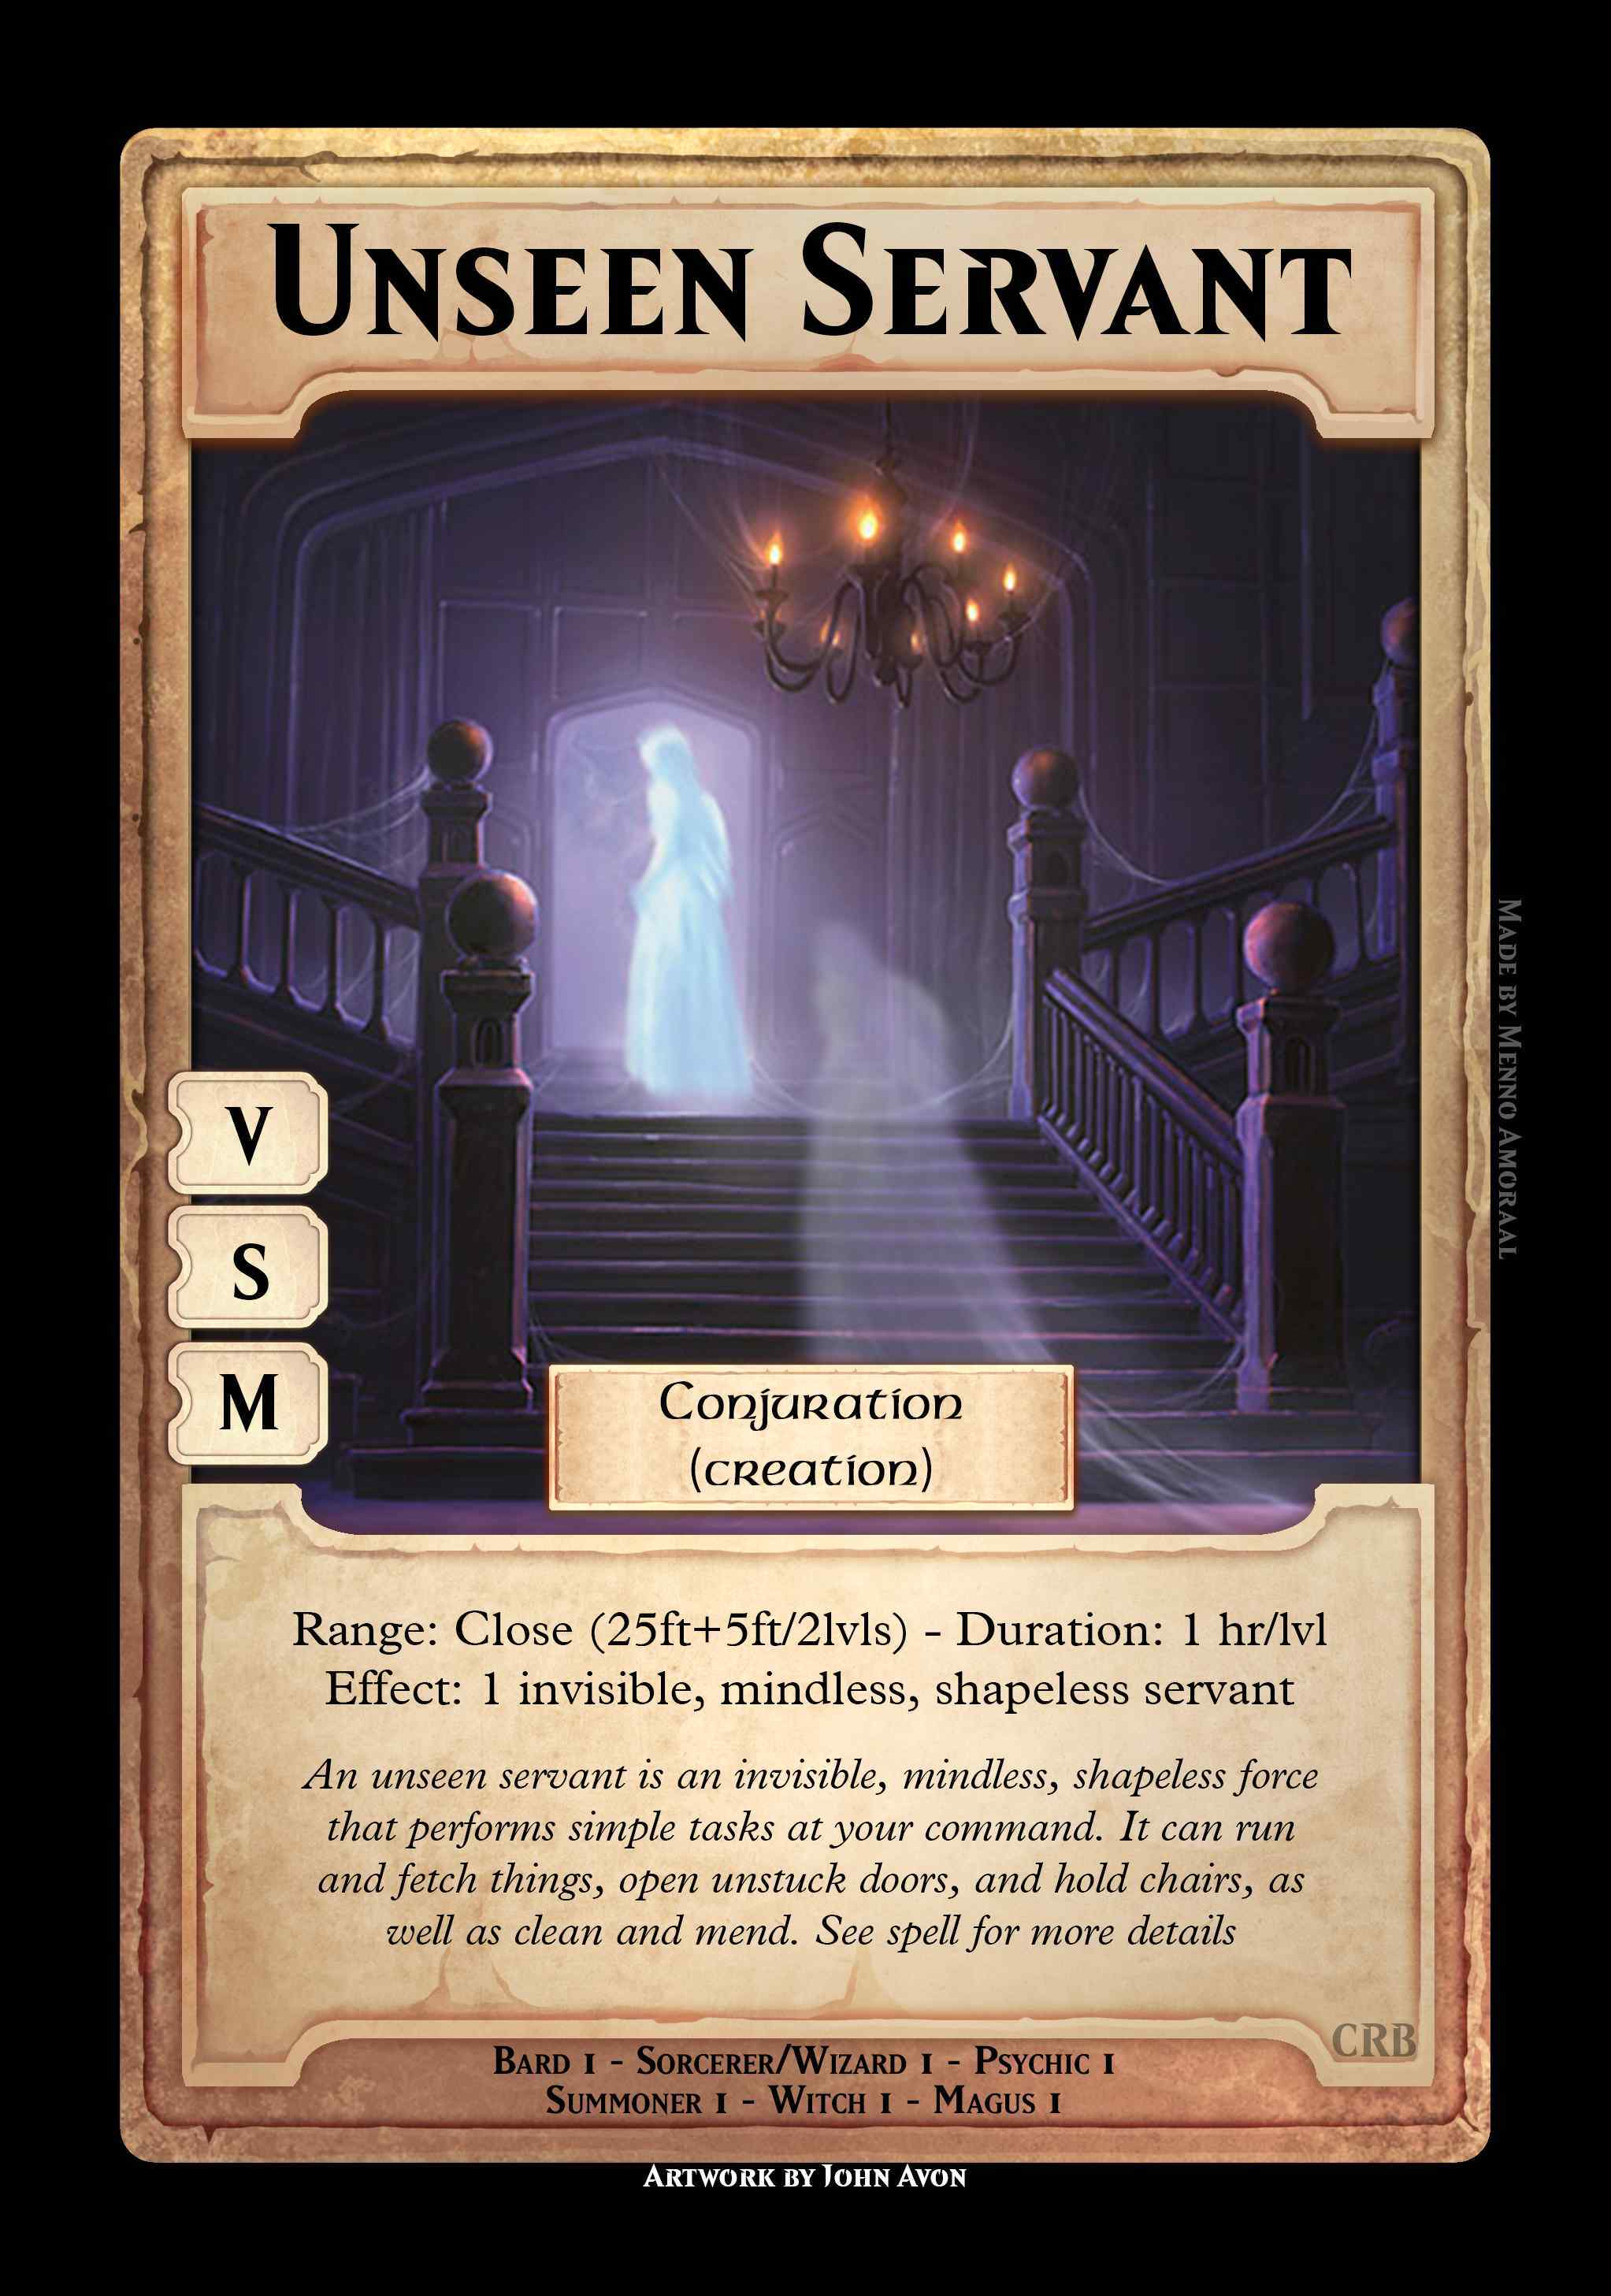 Unseen Servant
V
S
M
Conjuration
(creation)
Range: Close (25ft+5ft/2lvls) - Duration: 1 hr/lvl
Effect: 1 invisible, mindless, shapeless servant
An unseen servant is an invisible, mindless, shapeless force
that performs simple tasks at your command. It can run
and fetch things, open unstuck doors, and hold chairs, as
well as clean and mend. See spell for more details
CRB
Bard 1 - Sorcerer/Wizard 1 - Psychic 1
Summoner 1 - Witch 1 - Magus 1
Artwork by John Avon
Made by Menno Amoraal